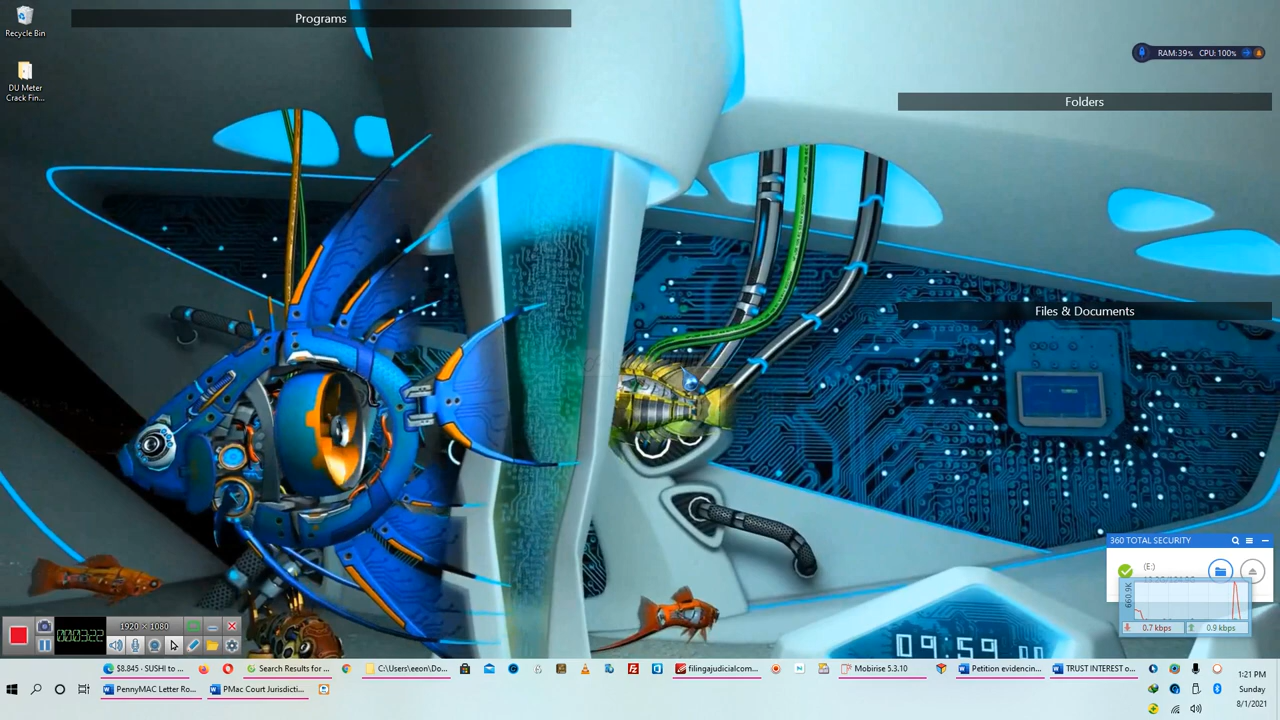 Recycle Bin
DU Meter
Crack Fin...
Programs
RAM:39% CPU: 100%
Folders
Files & Documents
360 TOTAL SECURITY
(E:)
660.9K
0.7 kbps
0.9 kbps
09:59
1920 × 1080
000322
$8.845 - SUSHI to ...
Search Results for ...
C:\Users\eeon\Do...
filingajudicialcom...
Mobirise 5.3.10
Petition evidencin...
TRUST INTEREST o...
PennyMAC Letter Ro...
PMac Court Jurisdicti...
1:21 PM
Sunday
8/1/2021